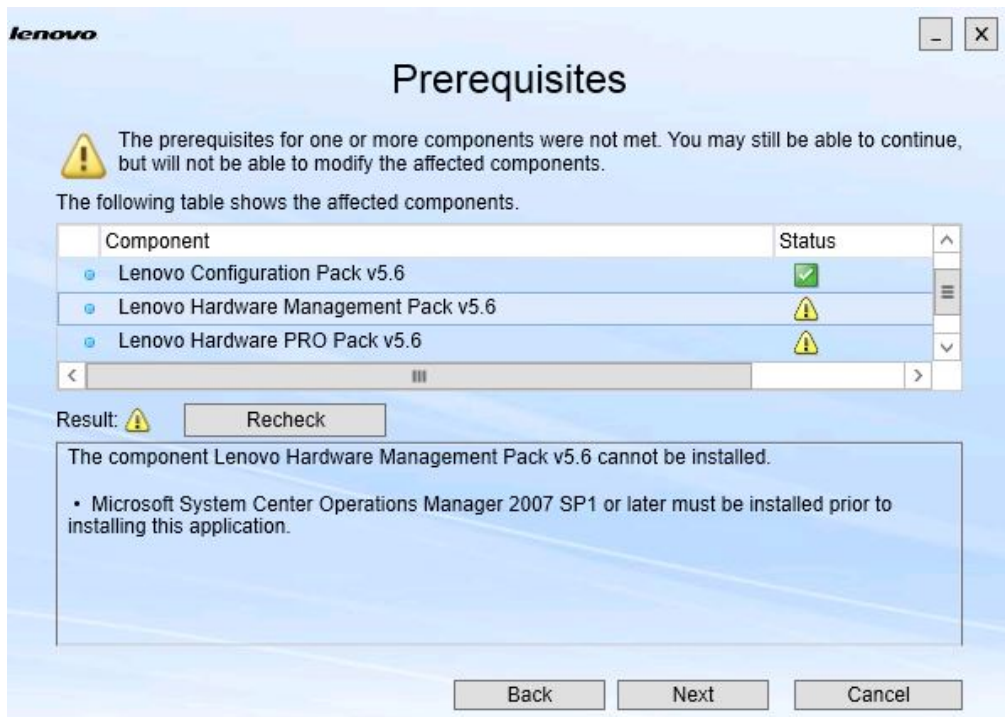 lenovo
_ X
Prerequisites
The prerequisites for one or more components were not met. You may still be able to continue,
but will not be able to modify the affected components.
The following table shows the affected components.
Component Status
Lenovo Configuration Pack v5.6
Lenovo Hardware Management Pack v5.6
Lenovo Hardware PRO Pack v5.6
Result: Recheck
The component Lenovo Hardware Management Pack v5.6 cannot be installed.
• Microsoft System Center Operations Manager 2007 SP1 or later must be installed prior to
installing this application.
Back Next Cancel